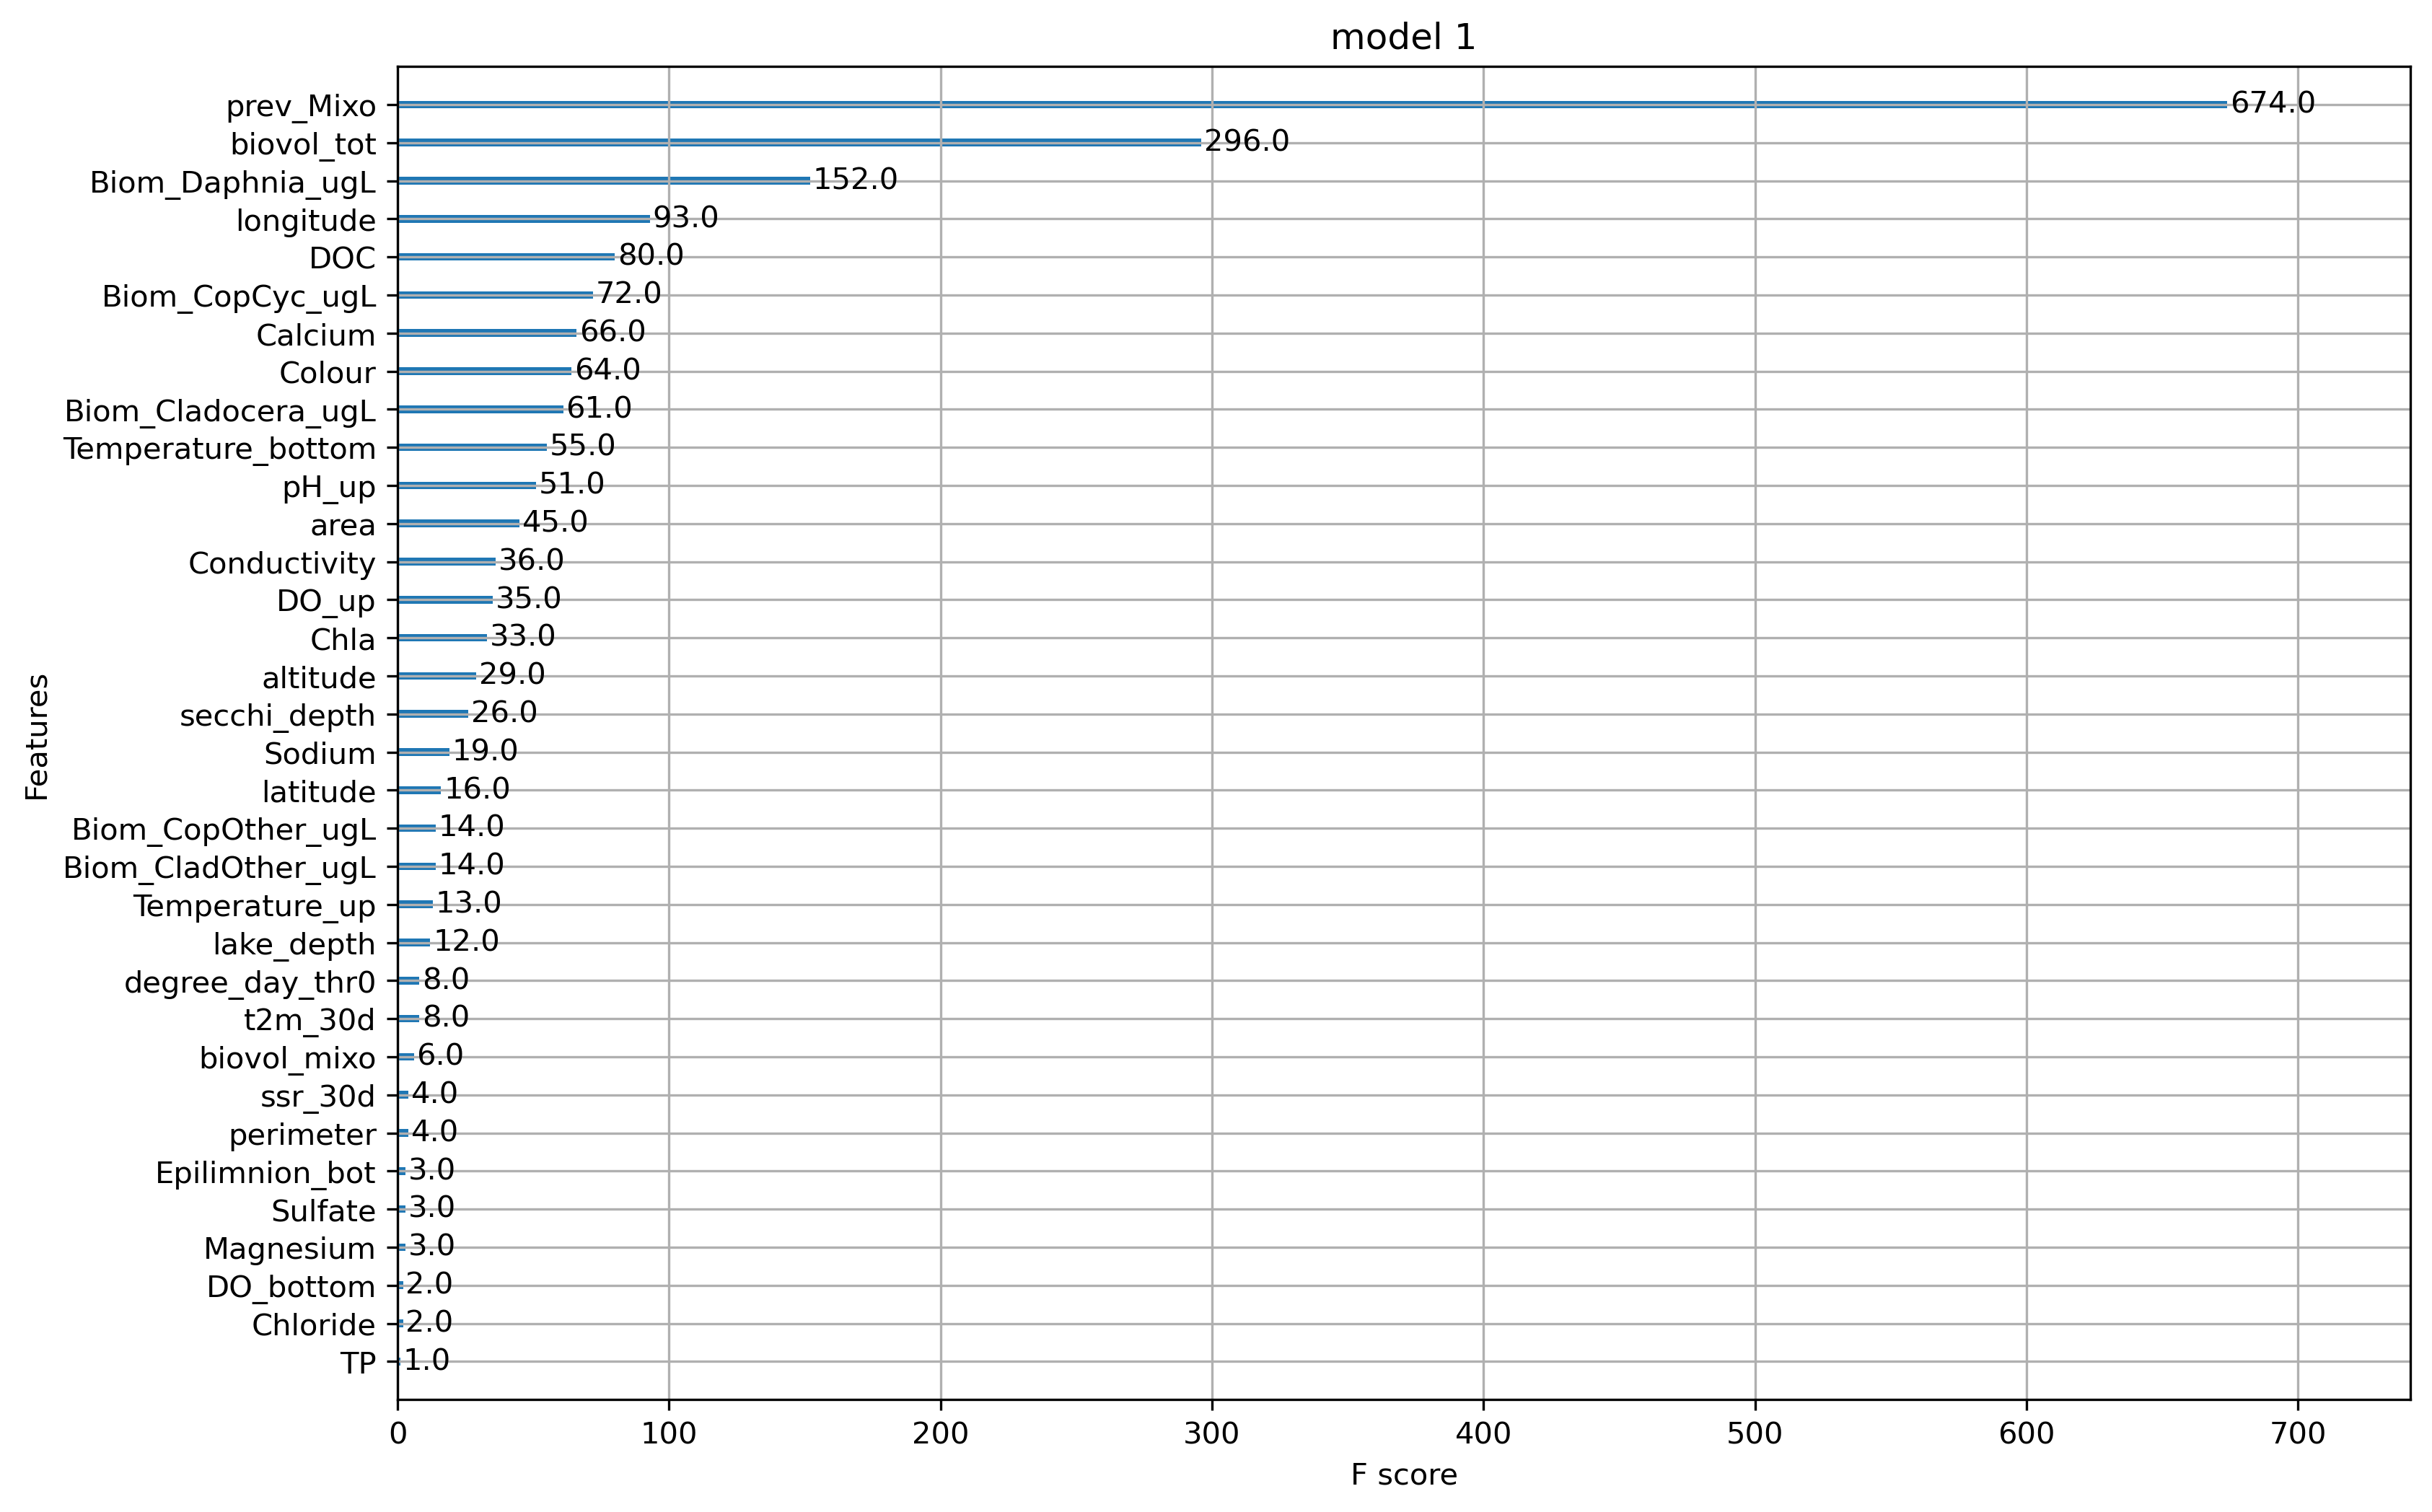 model 1
prev_Mixo 674.0
biovol_tot 296.0
Biom_Daphnia_ugL 152.0
longitude 93.0
DOC 80.0
Biom_CopCyc_ugL 72.0
Calcium 66.0
Colour 64.0
Biom_Cladocera_ugL 61.0
Temperature_bottom 55.0
pH_up 51.0
area 45.0
Conductivity 36.0
DO_up 35.0
Chla 33.0
altitude 29.0
secchi_depth 26.0
Sodium 19.0
latitude 16.0
Biom_CopOther_ugL 14.0
Biom_CladOther_ugL 14.0
Temperature_up 13.0
lake_depth 12.0
degree_day_thr0 8.0
t2m_30d 8.0
biovol_mixo 6.0
ssr_30d 4.0
perimeter 4.0
Epilimnion_bot 3.0
Sulfate 3.0
Magnesium 3.0
DO_bottom 2.0
Chloride 2.0
TP 1.0
Features
0 100 200 300 400 500 600 700
F score